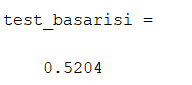 test_basarisi =
0.5204